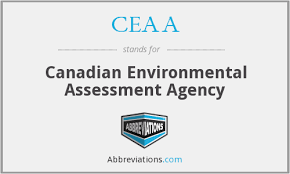 CEAA
stands for
Canadian Environmental
Assessment Agency
ABBREVIATIONS
Abbreviations.com